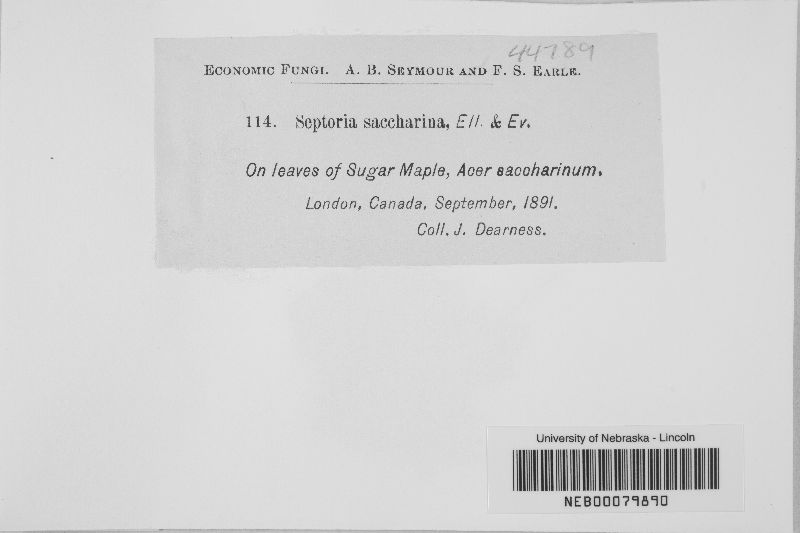 44789
Economic Fungi. A. B. Seymour and F. S. Earle.
114. Septoria saccharina, Ell. & Ev.
On leaves of Sugar Maple, Acer saccharinum.
London, Canada, September, 1891.
Coll. J. Dearness.
University of Nebraska - Lincoln
NEB00079890